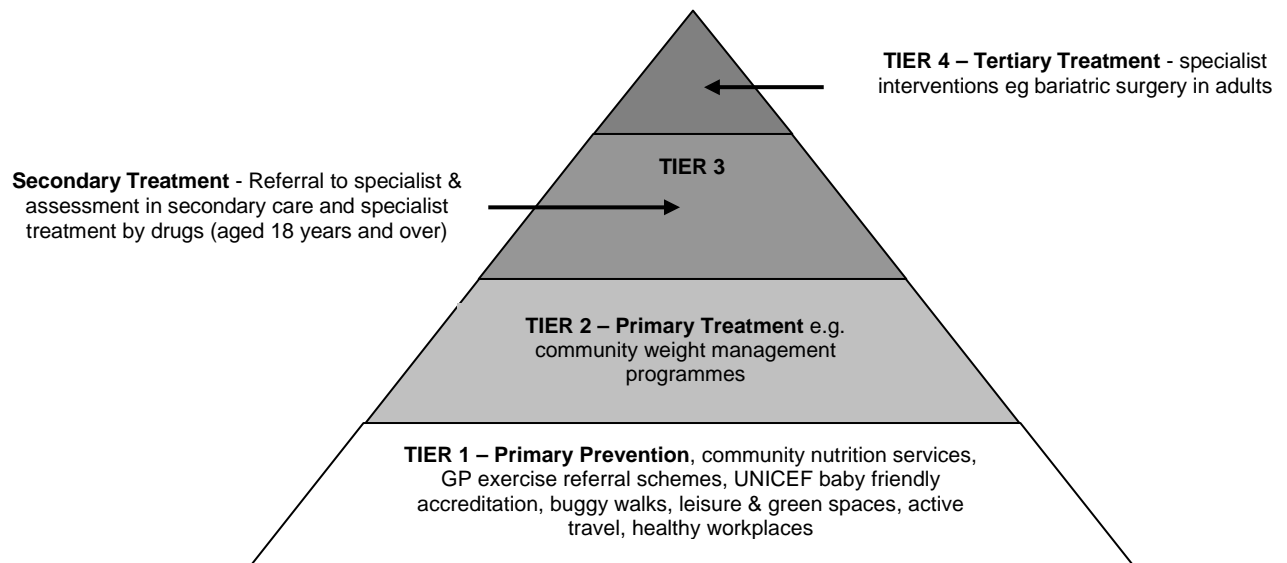 TIER 4 – Tertiary Treatment - specialist
interventions eg bariatric surgery in adults
TIER 3
Secondary Treatment - Referral to specialist &
assessment in secondary care and specialist
treatment by drugs (aged 18 years and over)
TIER 2 – Primary Treatment e.g.
community weight management
programmes
TIER 1 – Primary Prevention, community nutrition services,
GP exercise referral schemes, UNICEF baby friendly
accreditation, buggy walks, leisure & green spaces, active
travel, healthy workplaces